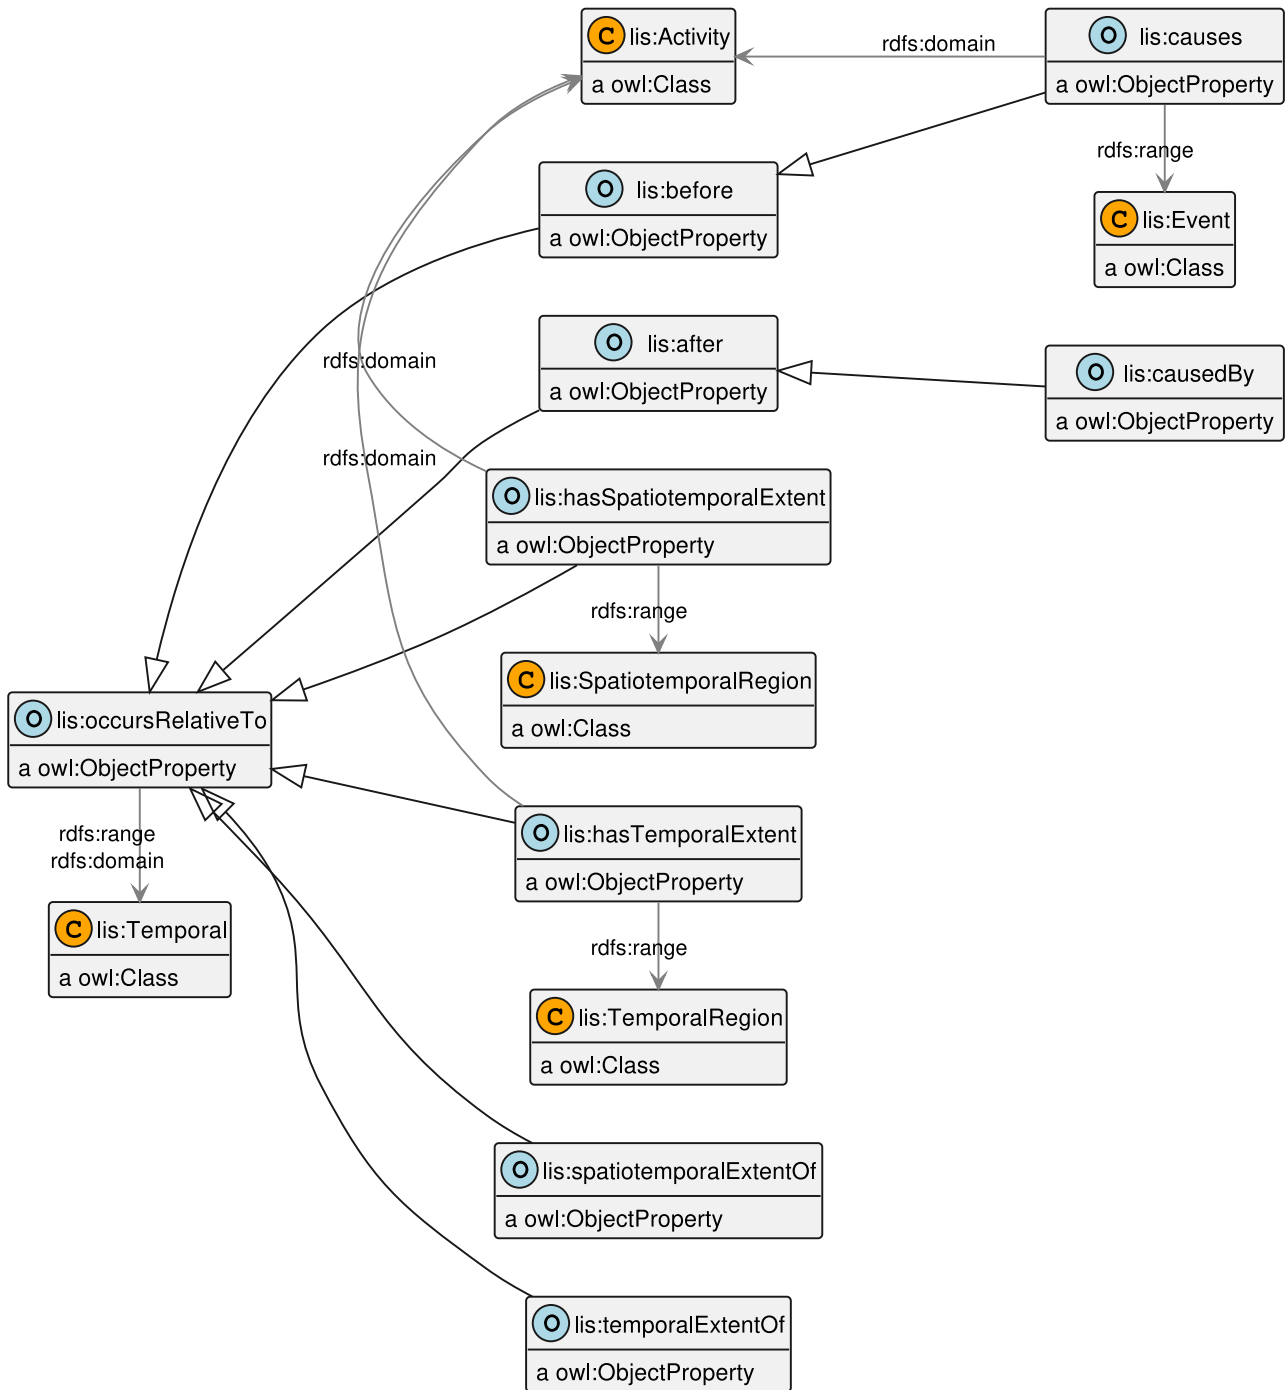 C lis:Activity
a owl:Class
rdfs:domain
O lis:causes
a owl:ObjectProperty
rdfs:range
O lis:before
a owl:ObjectProperty
C lis:Event
a owl:Class
O lis:after
a owl:ObjectProperty
rdfs:domain
O lis:causedBy
a owl:ObjectProperty
rdfs:domain
O lis:hasSpatiotemporalExtent
a owl:ObjectProperty
rdfs:range
C lis:SpatiotemporalRegion
a owl:Class
O lis:occursRelativeTo
a owl:ObjectProperty
rdfs:range
rdfs:domain
O lis:hasTemporalExtent
a owl:ObjectProperty
C lis:Temporal
a owl:Class
rdfs:range
C lis:TemporalRegion
a owl:Class
O lis:spatiotemporalExtentOf
a owl:ObjectProperty
O lis:temporalExtentOf
a owl:ObjectProperty